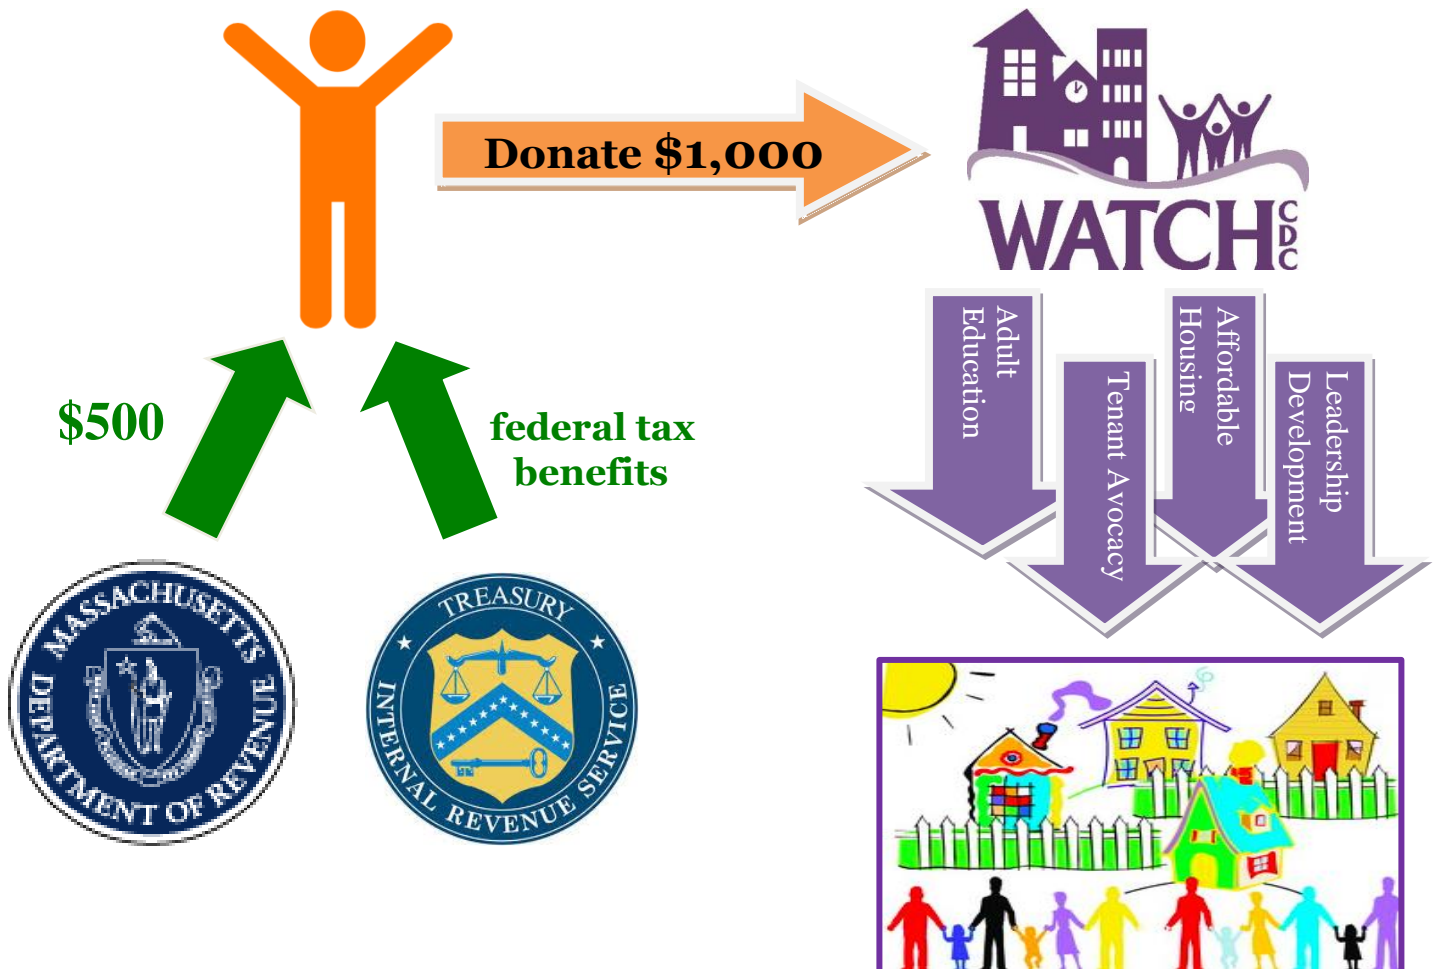 Donate $1,000
WATCH
CDC
$500
federal tax
benefits
Adult
Education
Tenant Avocacy
Affordable
Housing
Leadership
Development
MASSACHUSETTS
DEPARTMENT OF REVENUE
TREASURY
INTERNAL REVENUE SERVICE